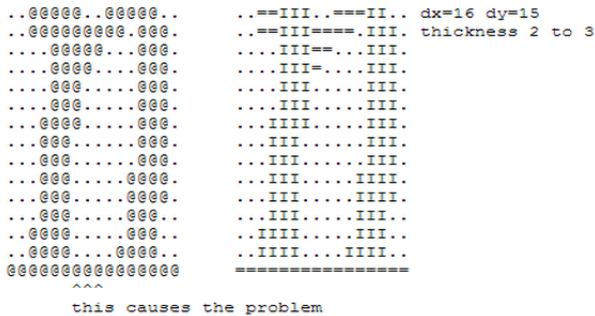 ..@@@@@..@@@@@.. ..==III..===II.. dx=16 dy=15
..@@@@@@@@@.@@@. ..==III====.III. thickness 2 to 3
....@@@@@...@@@. ....III==...III.
....@@@@....@@@. ....III=....III.
....@@@.....@@@. ....III.....III.
....@@@.....@@@. ....III.....III.
...@@@@.....@@@. ...IIII.....III.
...@@@......@@@. ...III......III.
...@@@......@@@. ...III......III.
...@@@.....@@@@. ...III.....IIII.
...@@@.....@@@@. ...III.....IIII.
...@@@.....@@@.. ...III.....III..
..@@@@.....@@@.. ..IIII.....III..
..@@@@....@@@@.. ..IIII....IIII..
@@@@@@@@@@@@@@@@ ================
^^^
this causes the problem